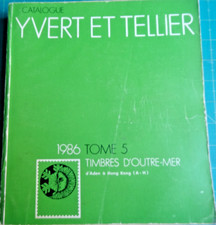 CATALOGUE
YVERT ET TELLIER
1986 TOME 5
TIMBRES D'OUTRE-MER
d'Aden à Hong Kong (A-H)